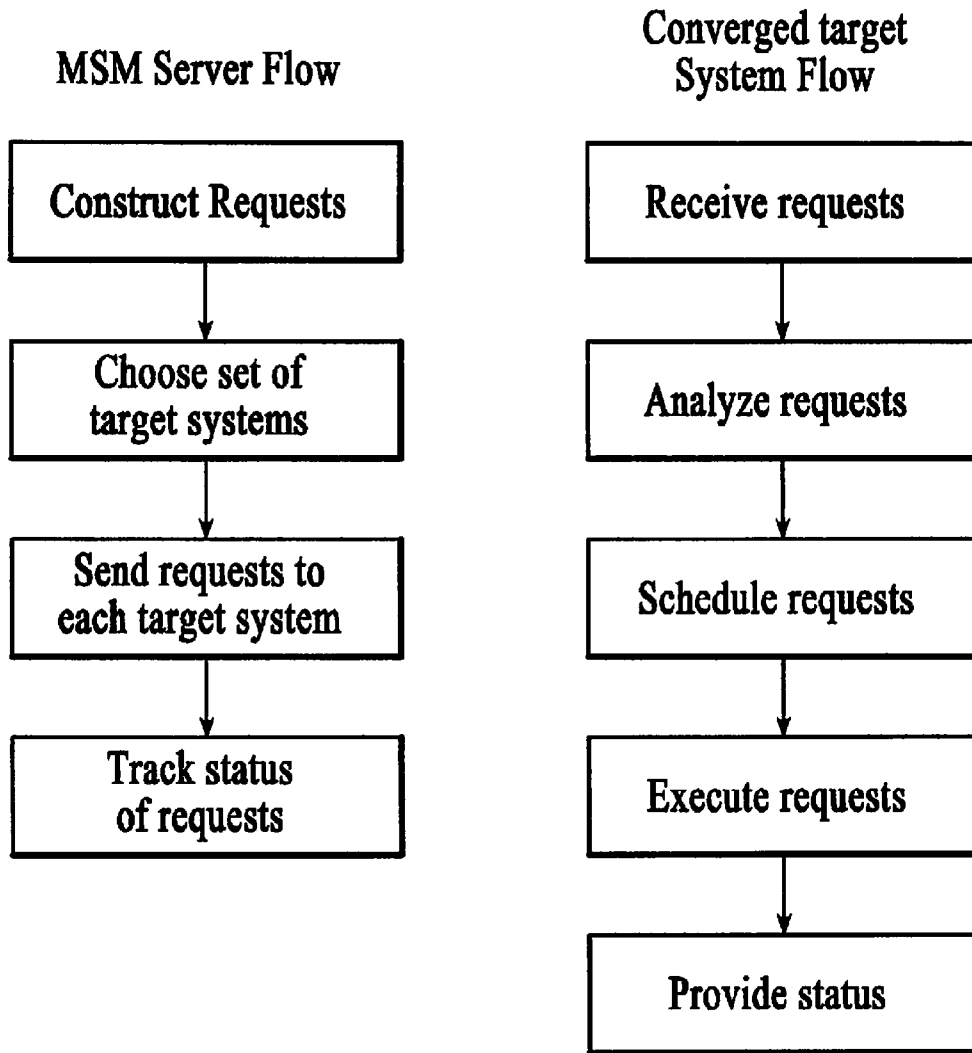 MSM Server Flow
Construct Requests
Choose set of
target systems
Send requests to
each target system
Track status
of requests
Converged target
System Flow
Receive requests
Analyze requests
Schedule requests
Execute requests
Provide status